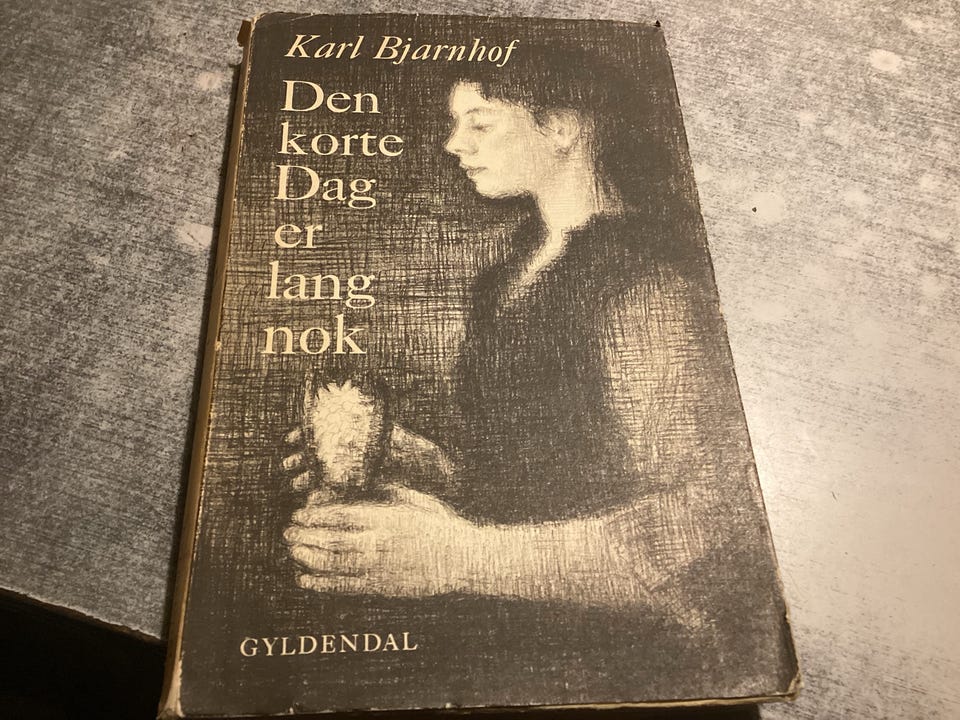 Karl Bjarnhof
Den
korte
Dag
er
lang
nok
GYLDENDAL